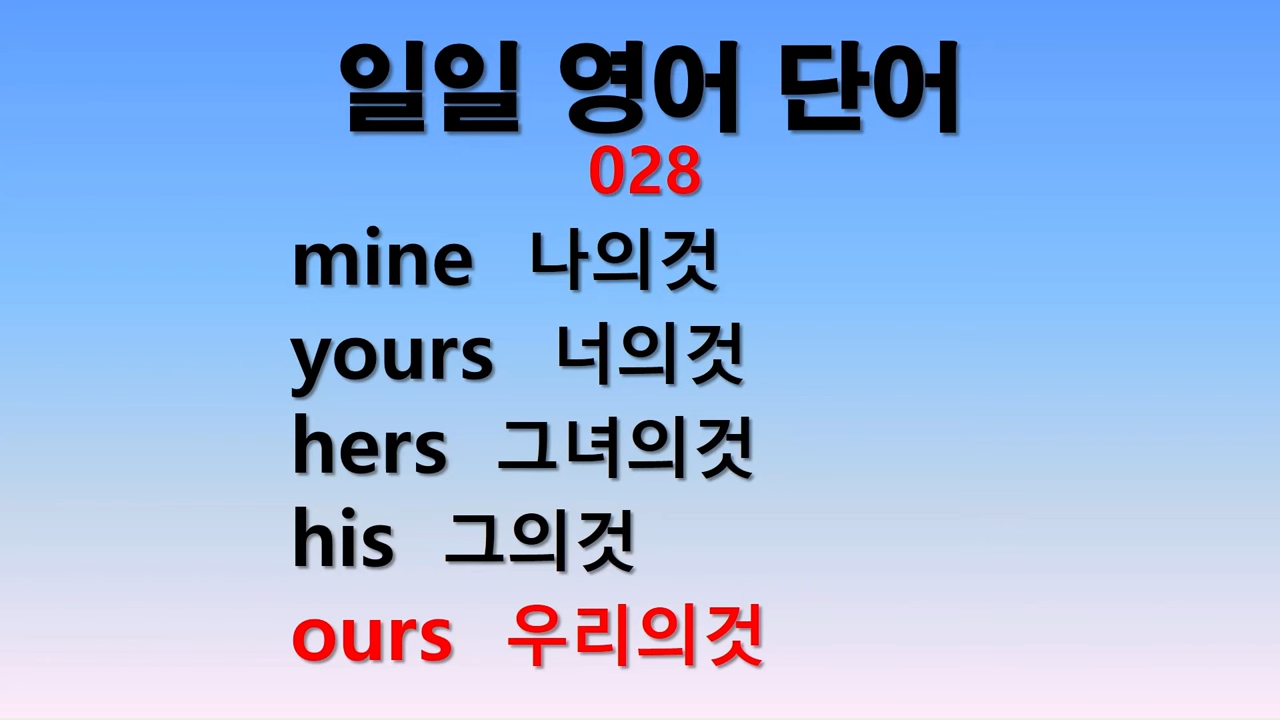 일일 영어 단어
028
mine 나의것
yours 너의것
hers 그녀의것
his 그의것
ours 우리의것